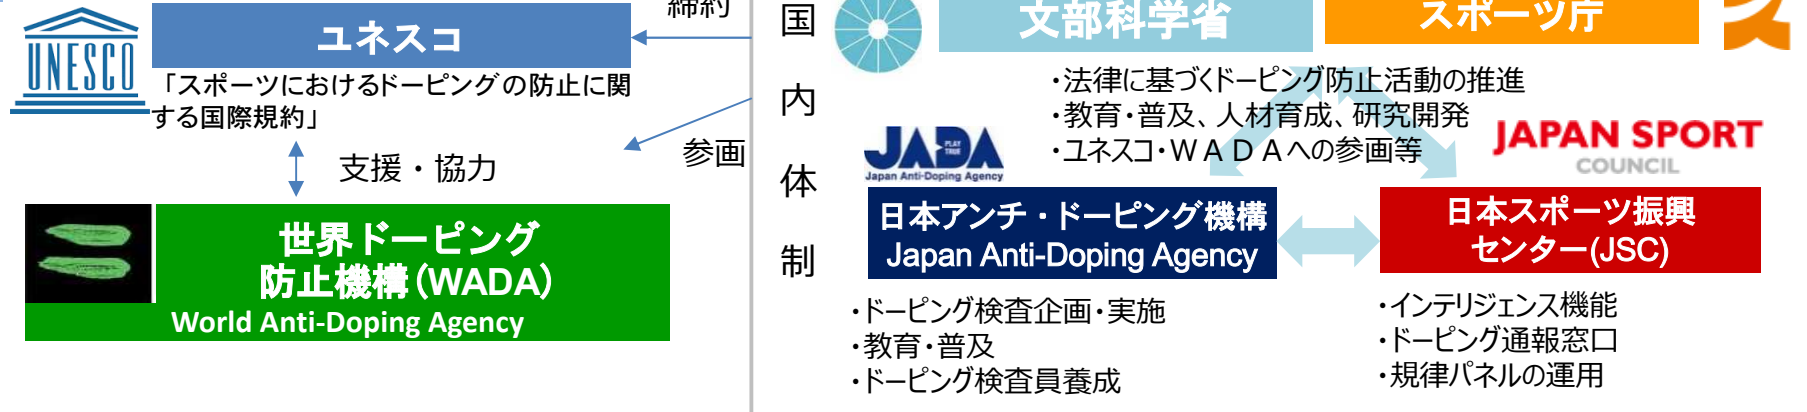 締約
UNESCO
ユネスコ
「スポーツにおけるドーピングの防止に関
する国際規約」
支援・協力
参画
世界ドーピング
防止機構(WADA)
World Anti-Doping Agency
国
内
体
制
文部科学省
スポーツ庁
・法律に基づくドーピング防止活動の推進
・教育・普及、人材育成、研究開発
・ユネスコ・ＷＡＤＡへの参画等
JADA
PLAY
TRUE
Japan Anti-Doping Agency
JAPAN SPORT
COUNCIL
日本アンチ・ドーピング機構
Japan Anti-Doping Agency
日本スポーツ振興
センター(JSC)
・ドーピング検査企画・実施
・教育・普及
・ドーピング検査員養成
・インテリジェンス機能
・ドーピング通報窓口
・規律パネルの運用